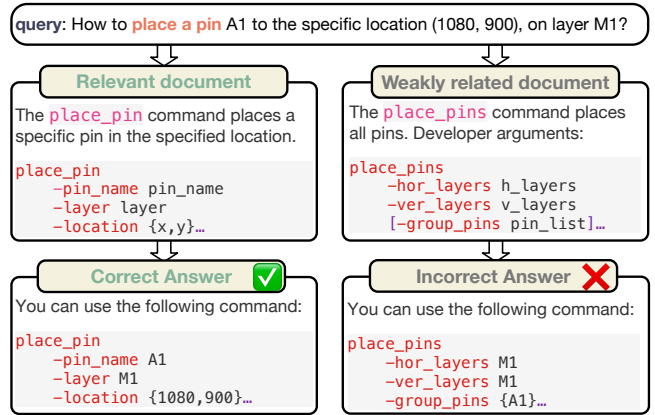 query: How to place a pin A1 to the specific location (1080, 900), on layer M1?
Relevant document
The place_pin command places a
specific pin in the specified location.
place_pin
-pin_name pin_name
-layer layer
-location {x,y}…
Weakly related document
The place_pins command places
all pins. Developer arguments:
place_pins
-hor_layers h_layers
-ver_layers v_layers
[-group_pins pin_list]…
Correct Answer
You can use the following command:
place_pin
-pin_name A1
-layer M1
-location {1080,900}…
Incorrect Answer
You can use the following command:
place_pins
-hor_layers M1
-ver_layers M1
-group_pins {A1}…